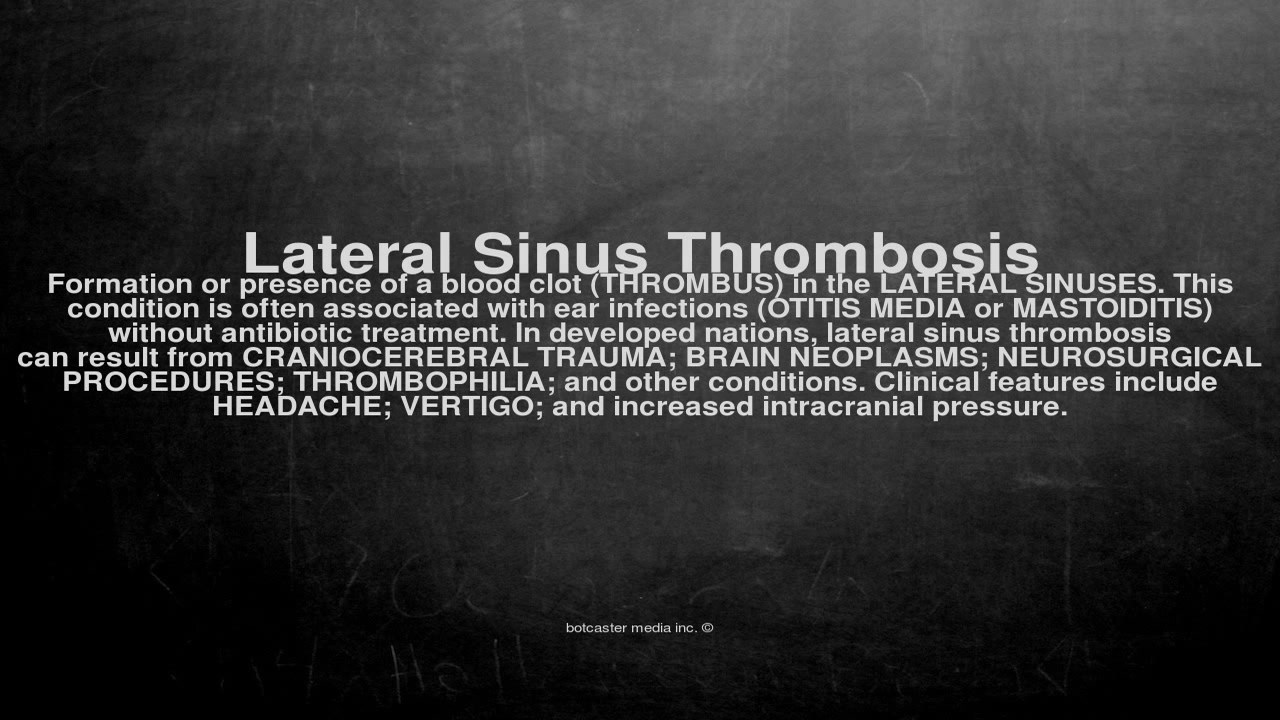 Lateral Sinus Thrombosis
Formation or presence of a blood clot (THROMBUS) in the LATERAL SINUSES. This
condition is often associated with ear infections (OTITIS MEDIA or MASTOIDITIS)
without antibiotic treatment. In developed nations, lateral sinus thrombosis
can result from CRANIOCEREBRAL TRAUMA; BRAIN NEOPLASMS; NEUROSURGICAL
PROCEDURES; THROMBOPHILIA; and other conditions. Clinical features include
HEADACHE; VERTIGO; and increased intracranial pressure.
botcaster media inc. ©